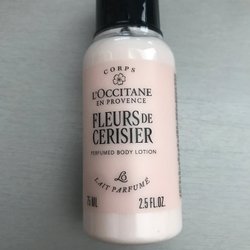 CORPS
L'OCCITANE
EN PROVENCE
FLEURS DE
CERISIER
PERFUMED BODY LOTION
LAIT PARFUMÉ
75 ML 2.5 FL.OZ.